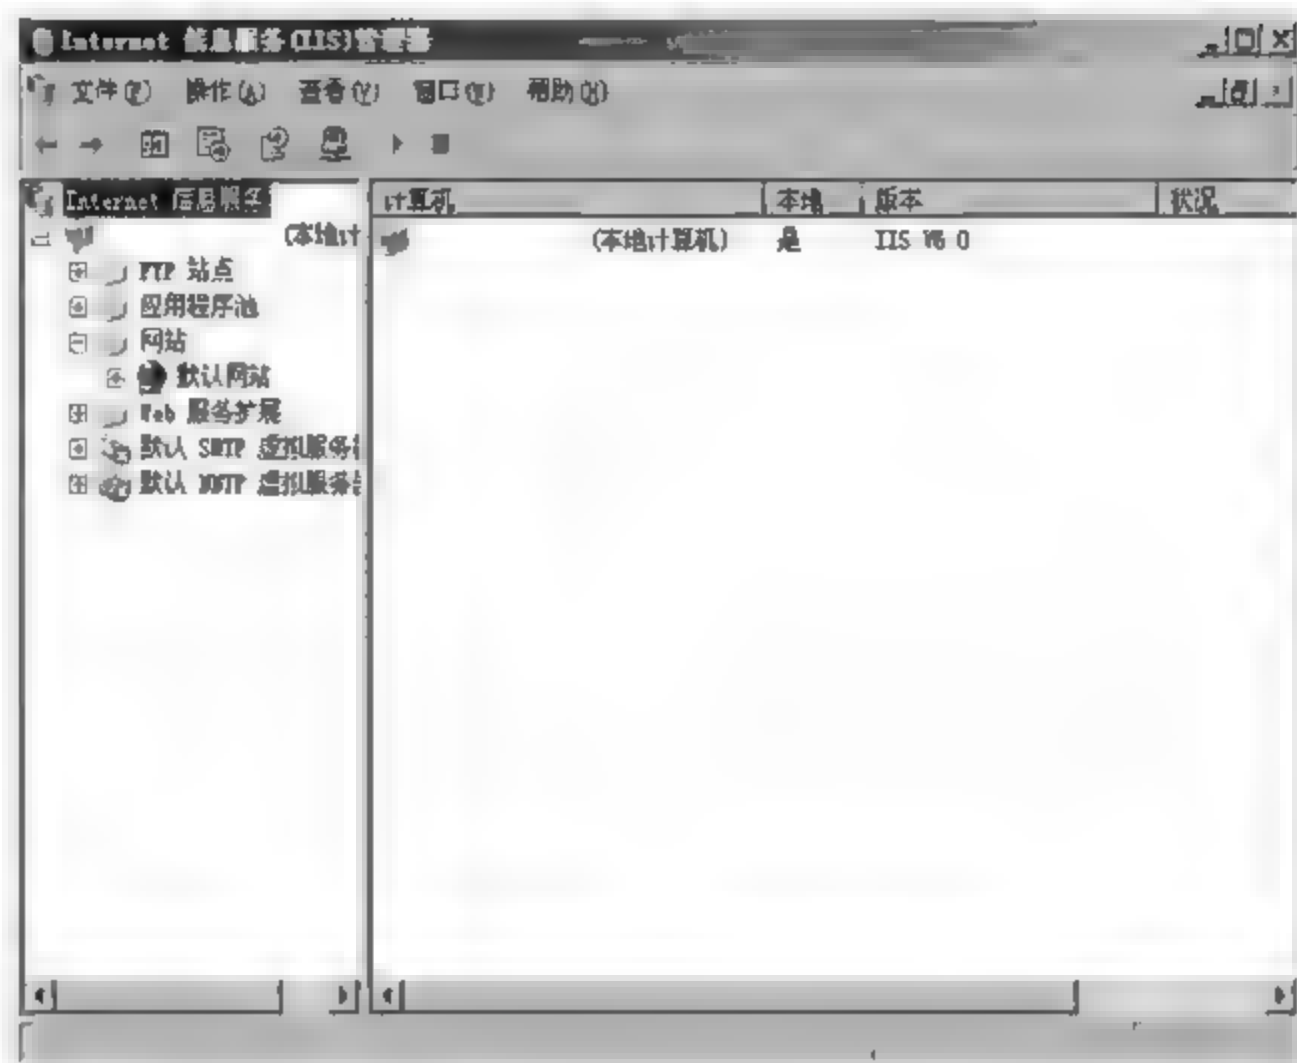 Internet 信息服务(IIS)管理器
文件(F) 操作(A) 查看(V) 窗口(W) 帮助(H)
Internet 信息服务
(本地计
FTP 站点
应用程序池
网站
默认网站
Web 服务扩展
默认 SMTP 虚拟服务器
默认 NNTP 虚拟服务器
计算机 本地 版本 状况
(本地计算机) 是 IIS V6.0